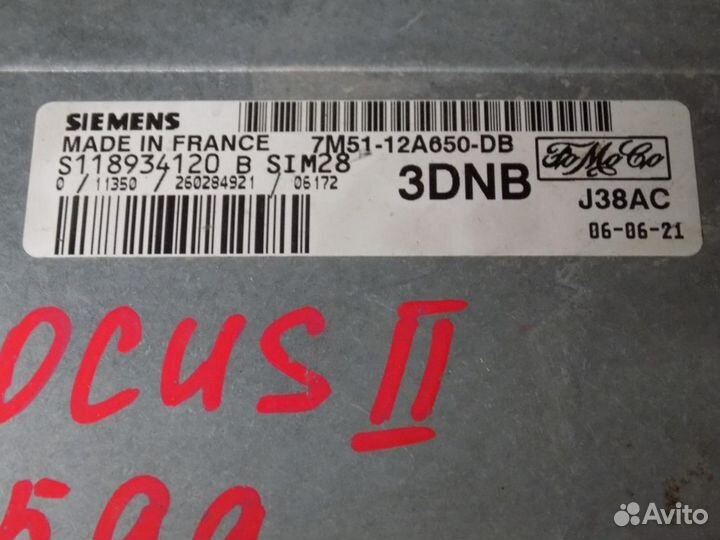 SIEMENS
MADE IN FRANCE 7M51-12A650-DB
S118934120 B SIM28
0 / 11350 / 260284921 / 06172
3DNB
FoMoCo
J38AC
06-06-21
OCUS II
Avito